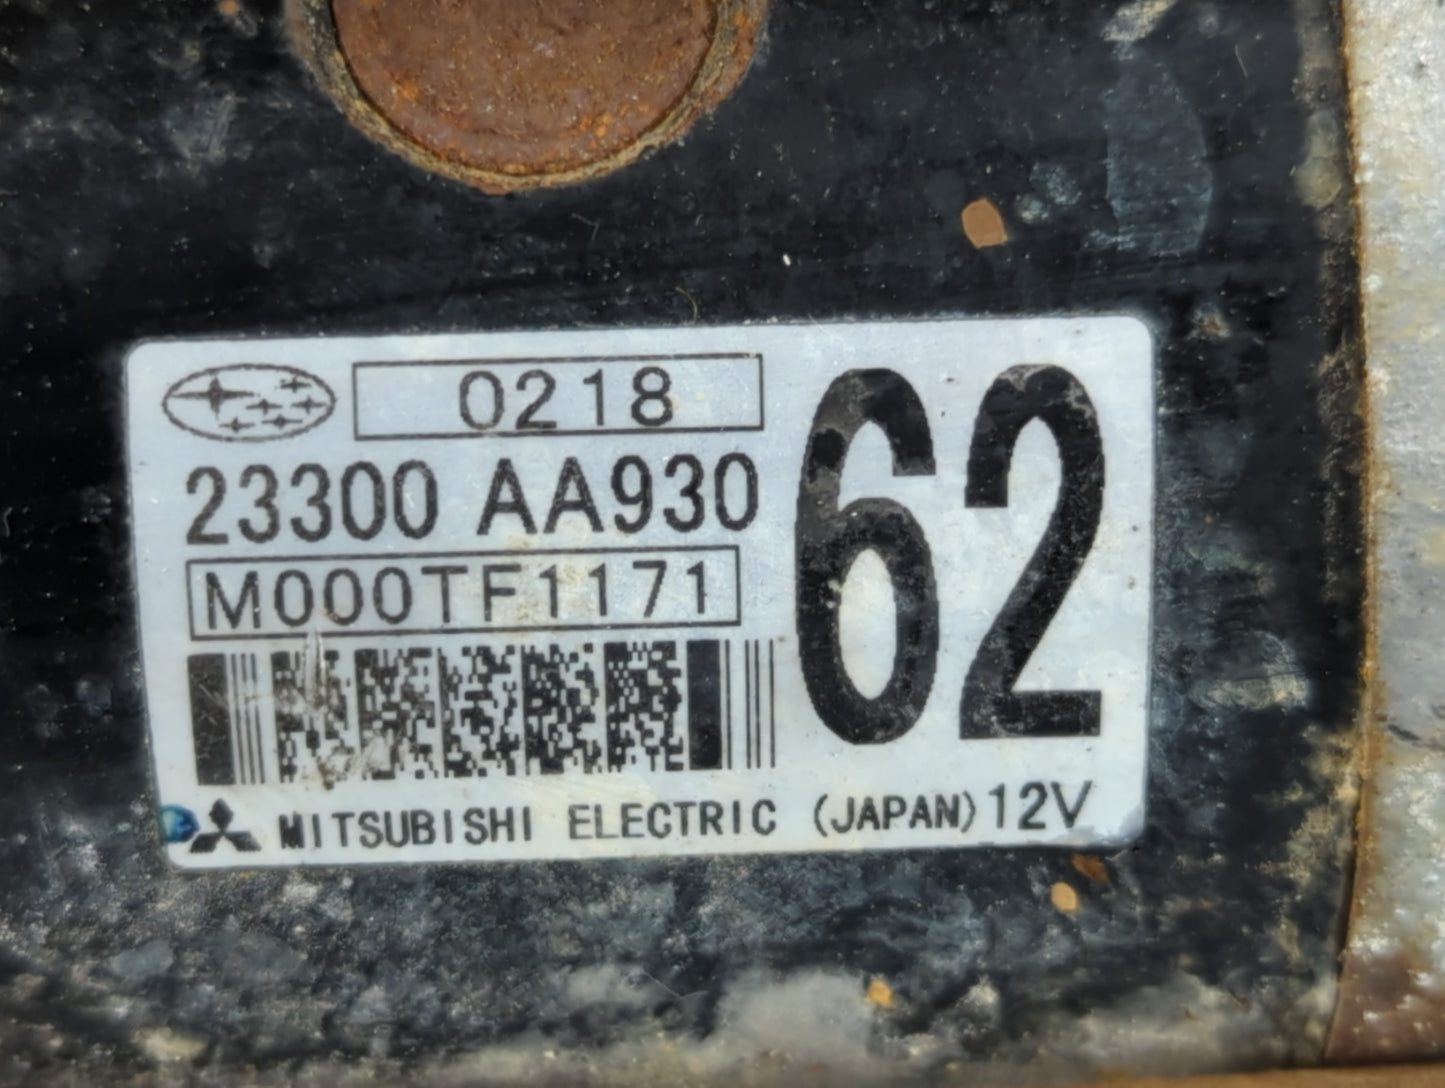 0218
23300 AA930
M000TF1171
62
MITSUBISHI ELECTRIC (JAPAN) 12V